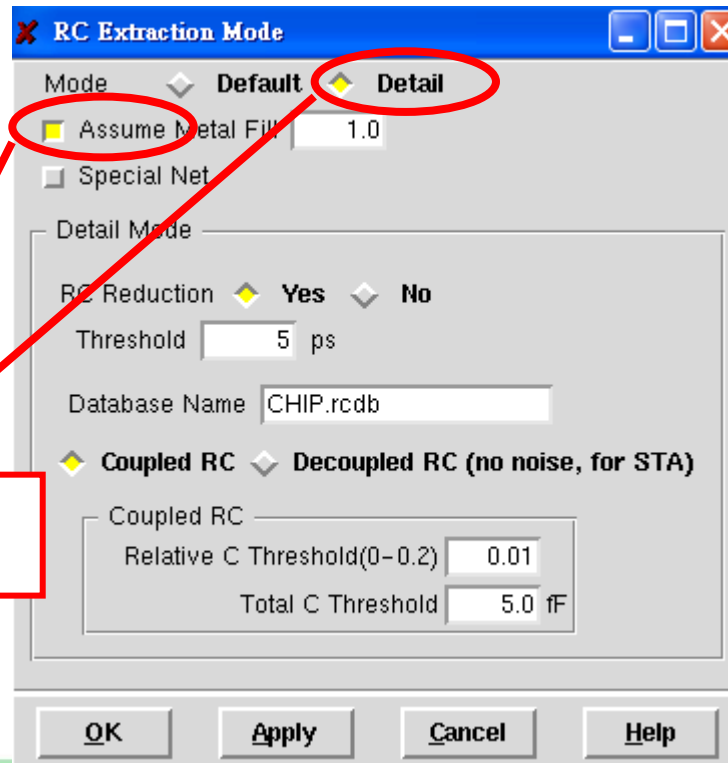 RC Extraction Mode
Mode Default Detail
Assume Metal Fill 1.0
Special Net
Detail Mode
RC Reduction Yes No
Threshold 5 ps
Database Name CHIP.rcdb
Coupled RC Decoupled RC (no noise, for STA)
Coupled RC
Relative C Threshold(0-0.2) 0.01
Total C Threshold 5.0 fF
OK Apply Cancel Help